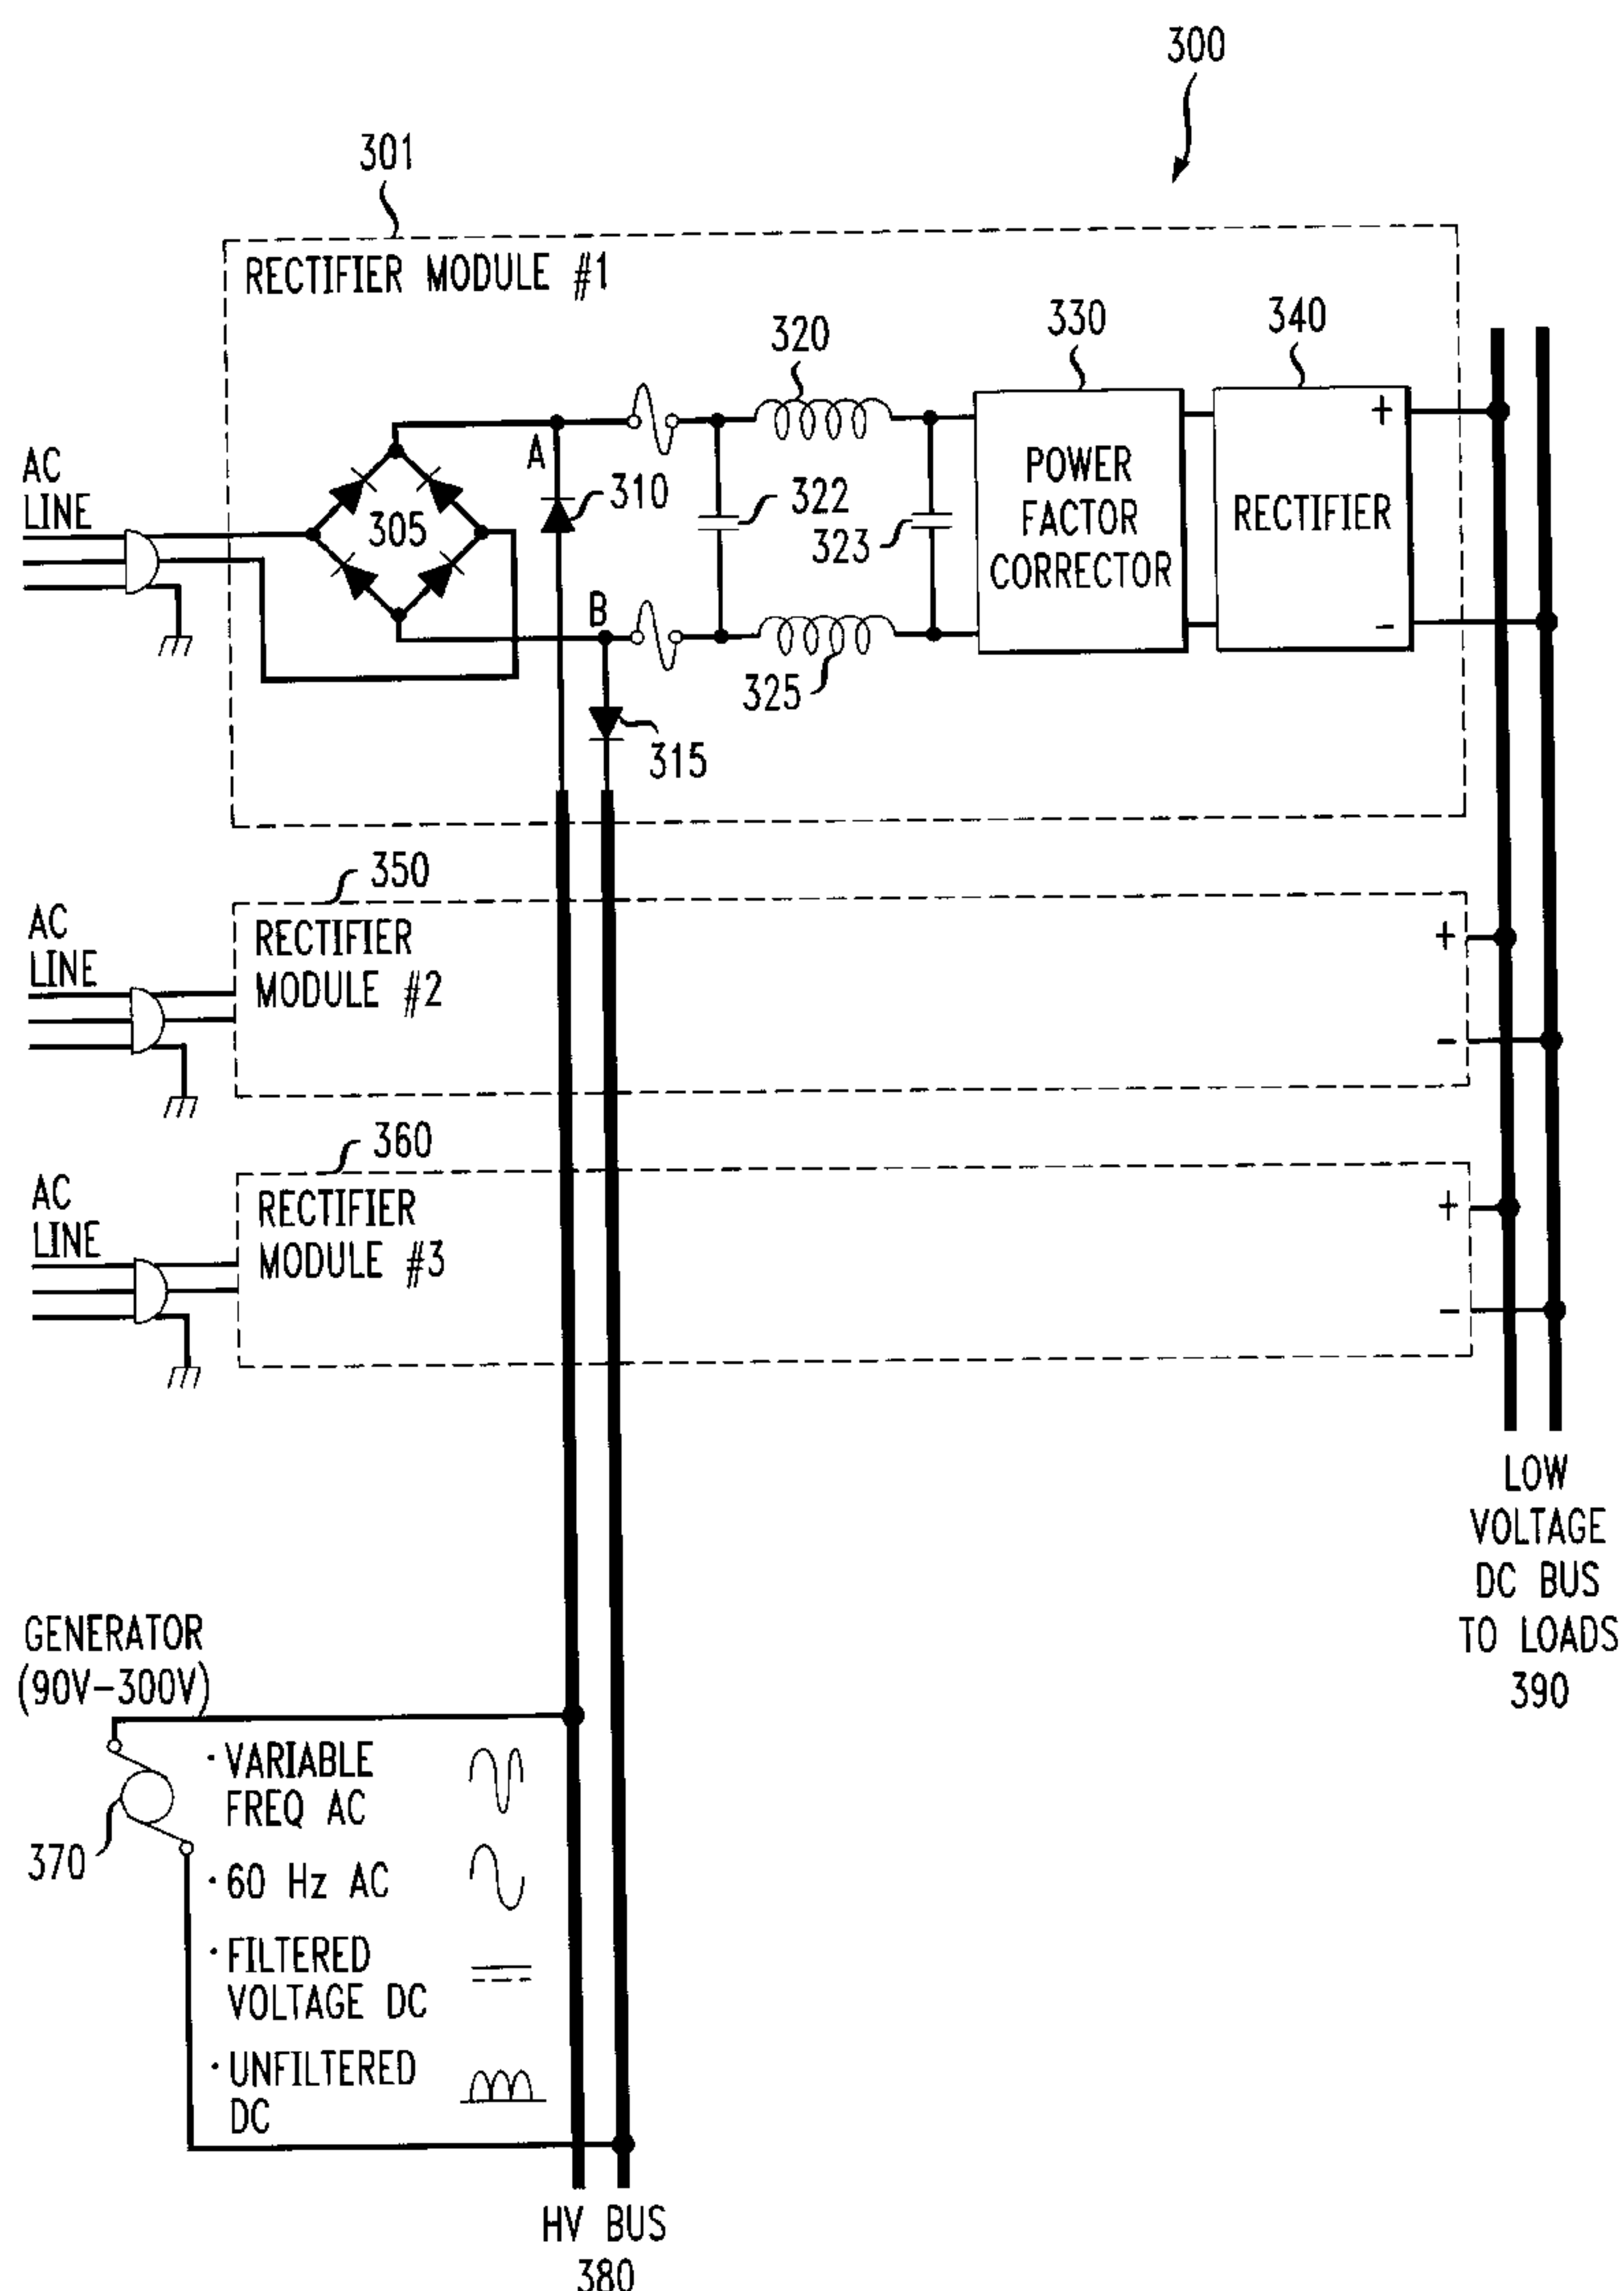 300
301
RECTIFIER MODULE #1
320
330
340
AC
LINE
A
310
305
322
323
POWER
FACTOR
CORRECTOR
RECTIFIER
+
-
B
325
315
350
AC
LINE
RECTIFIER
MODULE #2
+
-
360
AC
LINE
RECTIFIER
MODULE #3
+
-
LOW
VOLTAGE
DC BUS
TO LOADS
390
GENERATOR
(90V-300V)
370
· VARIABLE
FREQ AC
· 60 Hz AC
· FILTERED
VOLTAGE DC
· UNFILTERED
DC
HV BUS
380